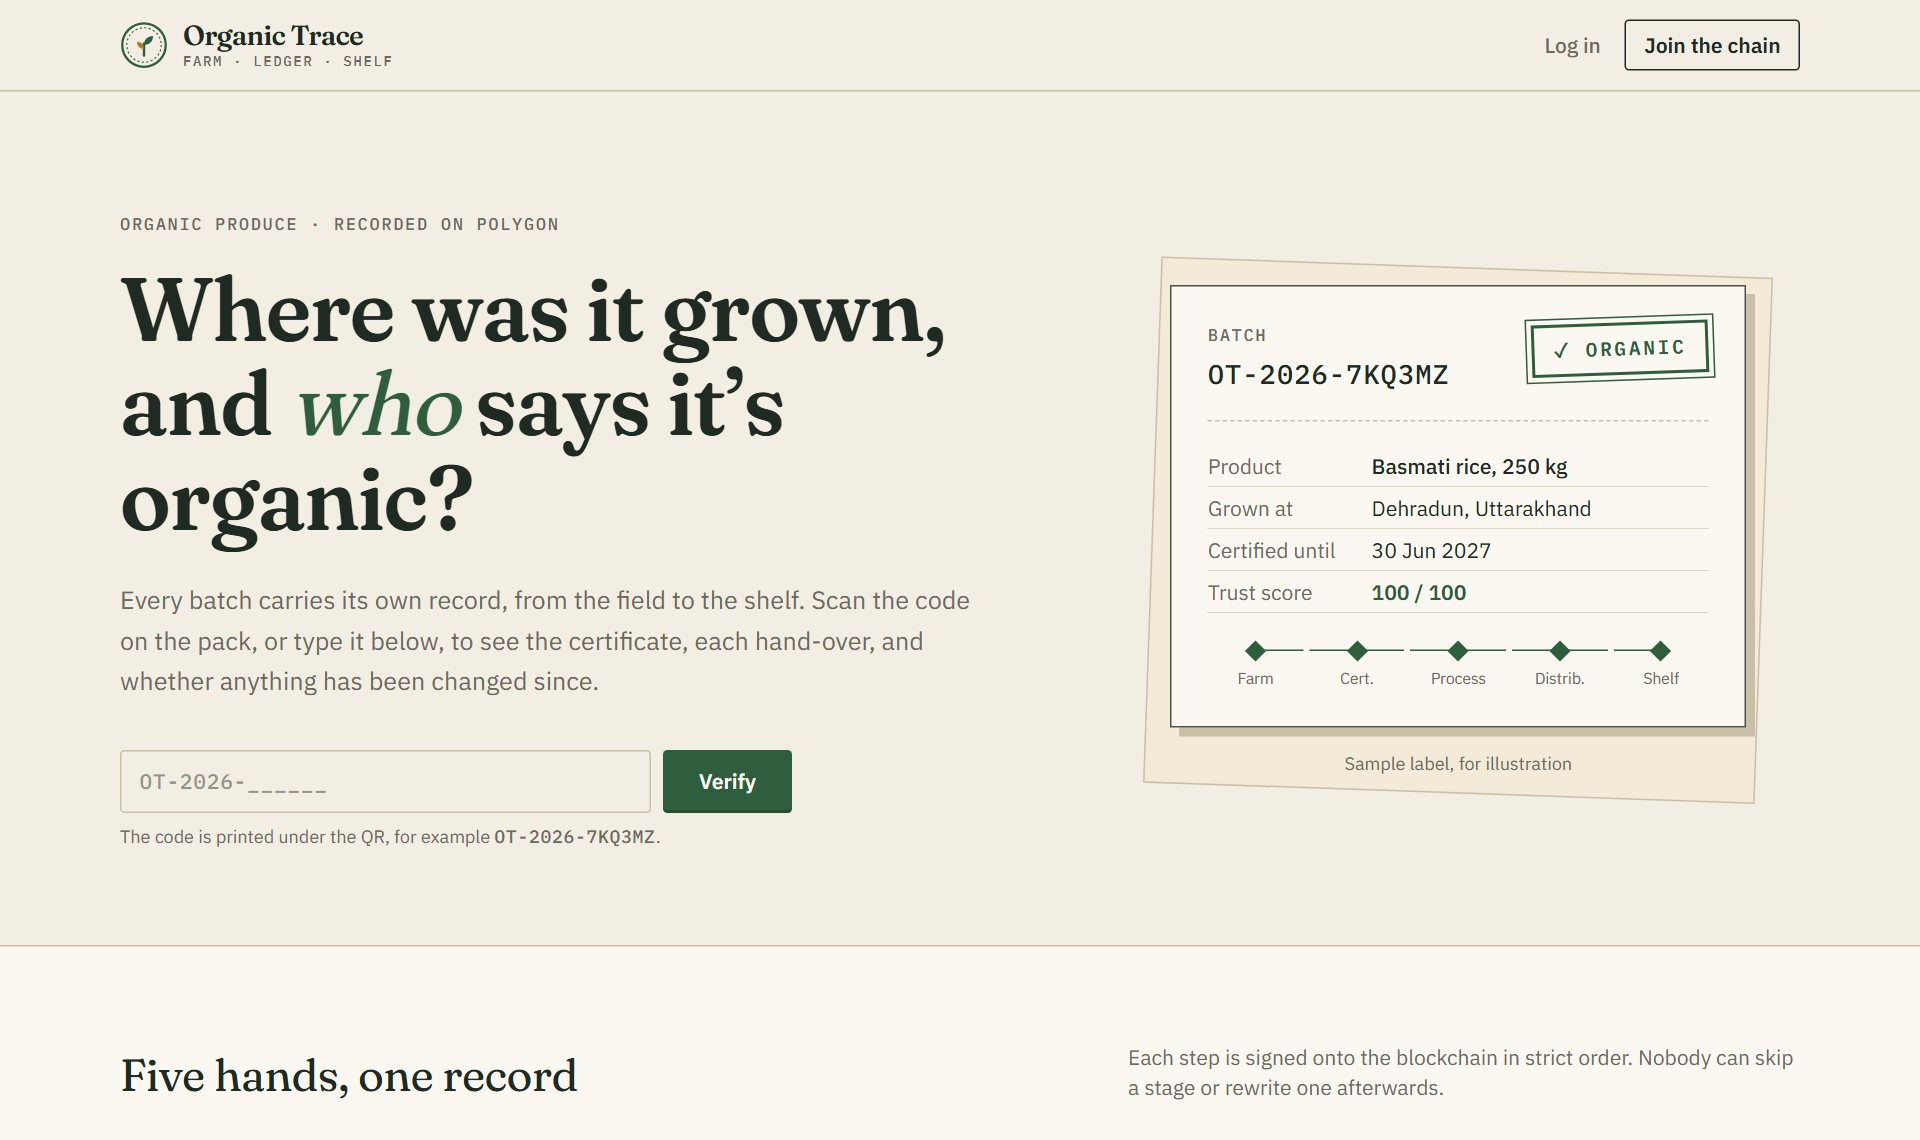 Organic Trace
FARM · LEDGER · SHELF
Log in
Join the chain
ORGANIC PRODUCE · RECORDED ON POLYGON
Where was it grown,
and who says it’s
organic?
Every batch carries its own record, from the field to the shelf. Scan the code
on the pack, or type it below, to see the certificate, each hand-over, and
whether anything has been changed since.
OT-2026-______
Verify
The code is printed under the QR, for example OT-2026-7KQ3MZ.
BATCH
OT-2026-7KQ3MZ
✓ ORGANIC
Product Basmati rice, 250 kg
Grown at Dehradun, Uttarakhand
Certified until 30 Jun 2027
Trust score 100 / 100
Farm Cert. Process Distrib. Shelf
Sample label, for illustration
Five hands, one record
Each step is signed onto the blockchain in strict order. Nobody can skip
a stage or rewrite one afterwards.